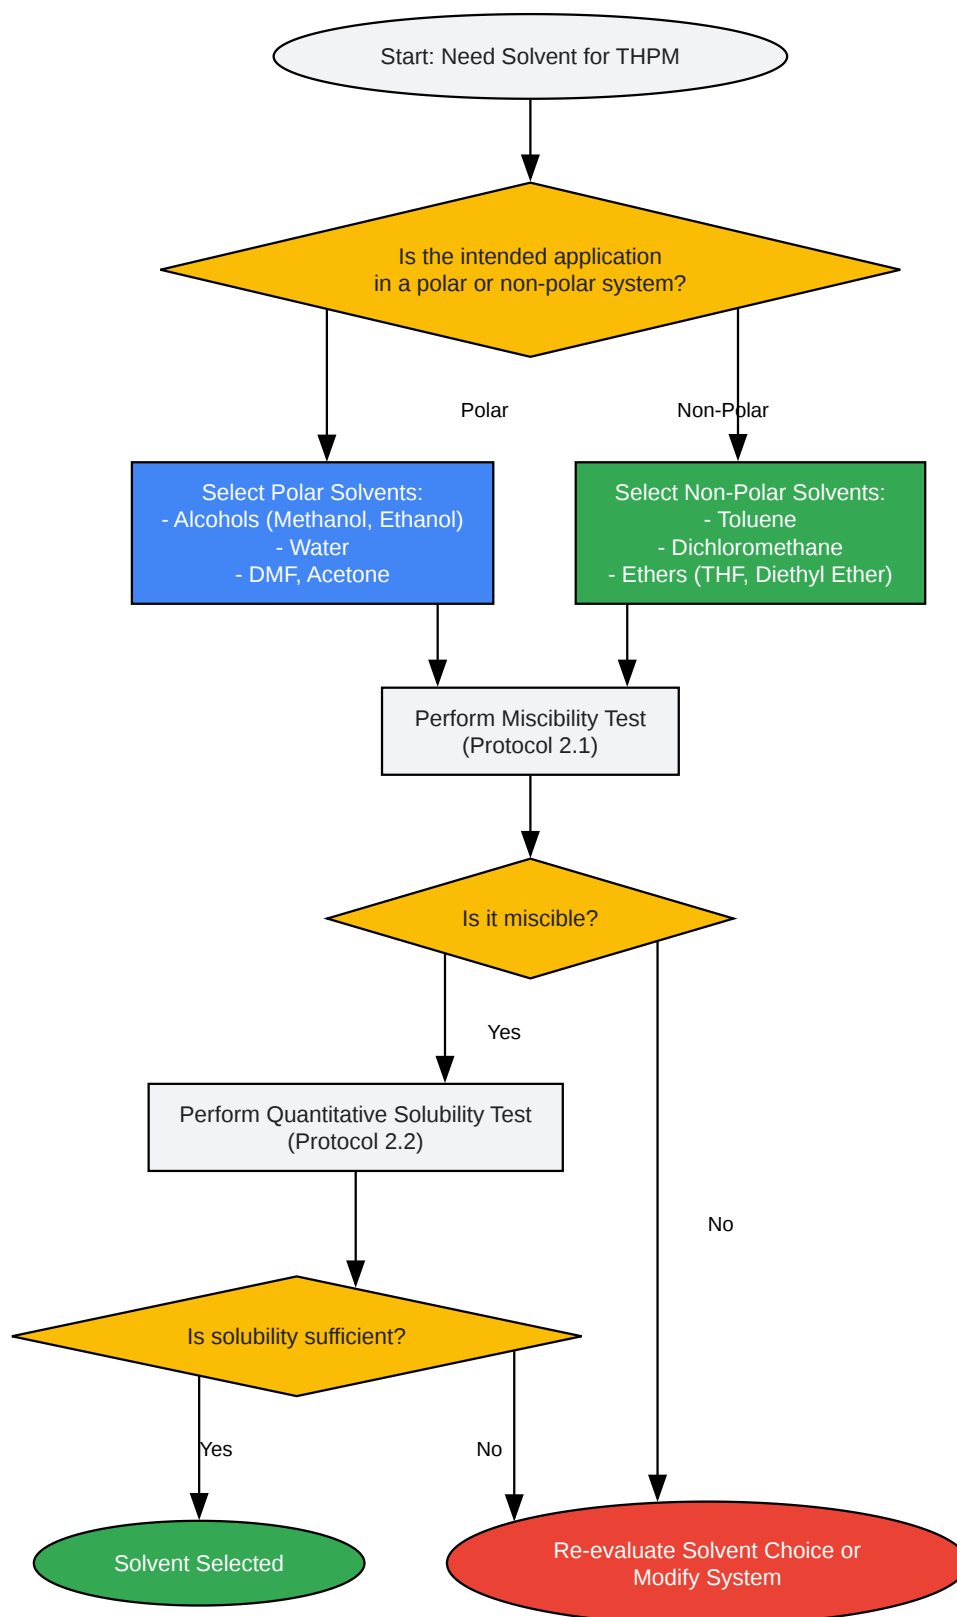 Start: Need Solvent for THPM
Is the intended application
in a polar or non-polar system?
Polar
Non-Polar
Select Polar Solvents:
- Alcohols (Methanol, Ethanol)
- Water
- DMF, Acetone
Select Non-Polar Solvents:
- Toluene
- Dichloromethane
- Ethers (THF, Diethyl Ether)
Perform Miscibility Test
(Protocol 2.1)
Is it miscible?
Yes
Perform Quantitative Solubility Test
(Protocol 2.2)
No
Is solubility sufficient?
Yes
No
Solvent Selected
Re-evaluate Solvent Choice or
Modify System